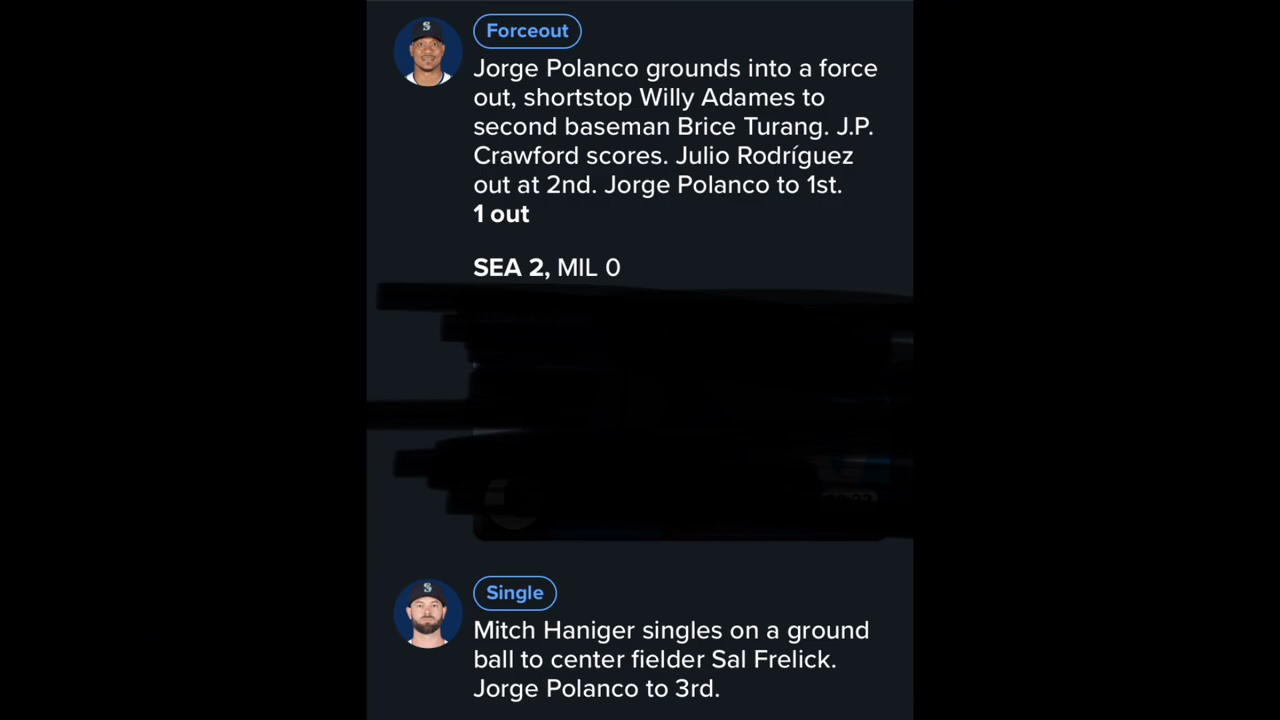 Forceout
Jorge Polanco grounds into a force
out, shortstop Willy Adames to
second baseman Brice Turang. J.P.
Crawford scores. Julio Rodríguez
out at 2nd. Jorge Polanco to 1st.
1 out
SEA 2, MIL 0
Single
Mitch Haniger singles on a ground
ball to center fielder Sal Frelick.
Jorge Polanco to 3rd.